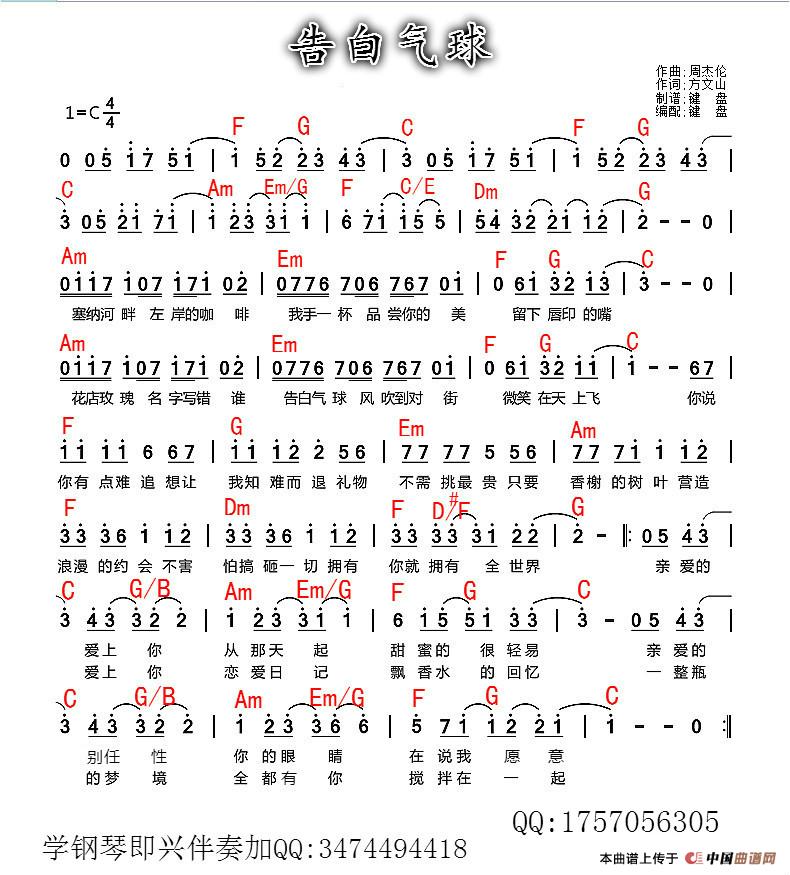 告白气球
作曲：周杰伦
作词：方文山
制谱：键 盘
编配：键 盘
1=C 4/4
F G C F G
0 05 17 51 | 1 52 23 43 | 3 05 17 51 | 1 52 23 43 |
C Am Em/G F C/E Dm G
3 05 21 71 | 1 23 31 1 | 6 71 15 5 | 54 32 21 12 | 2 - - 0 |
Am Em F G C
0117 107 171 02 | 0776 706 767 01 | 0 61 32 13 | 3 - - 0 |
塞纳河 畔 左 岸的咖 啡 我手一 杯 品 尝你的 美 留下 唇印 的嘴
Am Em F G C
0117 107 171 02 | 0776 706 767 01 | 0 61 32 11 | 1 - - 67 |
花店玫 瑰 名 字写错 谁 告白气 球 风 吹到对 街 微笑 在天 上飞 你说
F G Em Am
11 11 6 67 | 11 12 5 56 | 77 77 5 56 | 77 71 1 12 |
你有 点难 追 想让 我知 难而 退 礼物 不需 挑最 贵 只要 香榭 的树 叶 营造
F Dm F D/F# G
33 36 1 12 | 33 36 1 12 | 33 33 31 22 | 2 - :05 43 |
浪漫 的约 会 不害 怕搞 砸一 切 拥有 你就 拥有 全 世界 亲 爱的
C G/B Am Em/G F G C
3 43 32 2 | 1 23 31 1 | 6 15 51 33 | 3 - 05 43 |
爱上 你 从 那天 起 甜 蜜的 很 轻易 亲 爱的
爱上 你 恋 爱日 记 飘 香水 的 回忆 一 整瓶
C G/B Am Em/G F G C
3 43 32 2 | 1 23 36 6 | 5 71 12 21 | 1 - - 0 :|
别任 性 你 的眼 睛 在 说我 愿 意
的梦 境 全 都有 你 搅 拌在 一 起
QQ:1757056305
学钢琴即兴伴奏加QQ:3474494418
本曲谱上传于 中国曲谱网